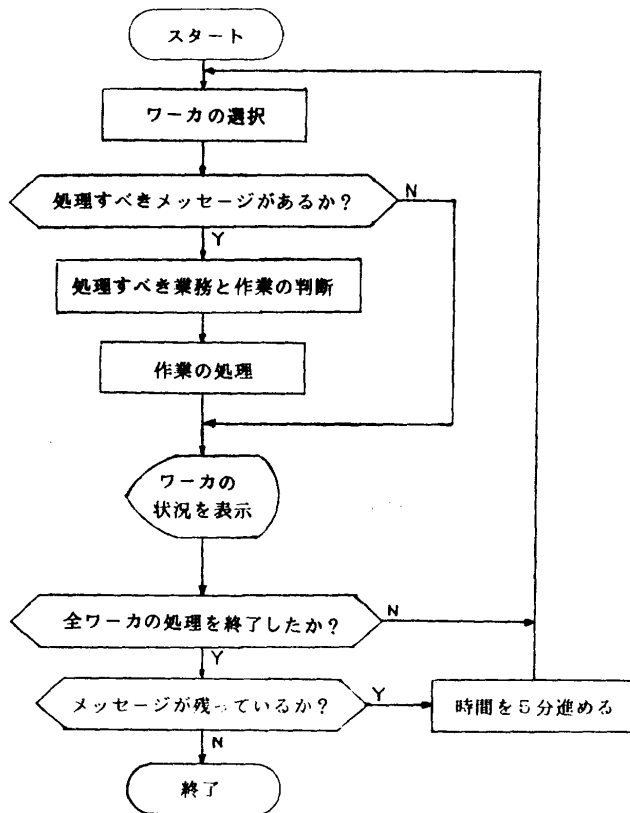 スタート
ワーカの選択
処理すべきメッセージがあるか?
N
Y
処理すべき業務と作業の判断
作業の処理
ワーカの
状況を表示
全ワーカの処理を終了したか?
N
Y
メッセージが残っているか?
Y
時間を5分進める
N
終了